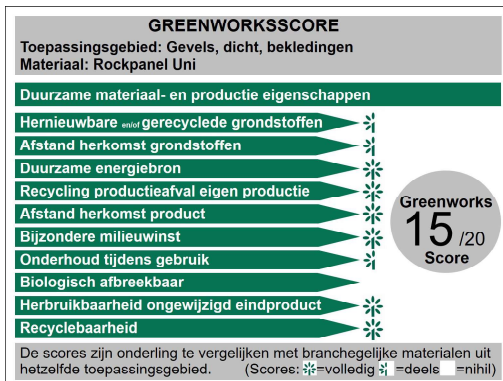 GREENWORKSSCORE
Toepassingsgebied: Gevels, dicht, bekledingen
Materiaal: Rockpanel Uni
Duurzame materiaal- en productie eigenschappen
Hernieuwbare en/of gerecyclede grondstoffen
Afstand herkomst grondstoffen
Duurzame energiebron
Recycling productieafval eigen productie
Afstand herkomst product
Bijzondere milieuwinst
Onderhoud tijdens gebruik
Biologisch afbreekbaar
Herbruikbaarheid ongewijzigd eindproduct
Recyclebaarheid
Greenworks
15 /20
Score
De scores zijn onderling te vergelijken met branchegelijke materialen uit
hetzelfde toepassingsgebied. (Scores: =volledig =deels =nihil)